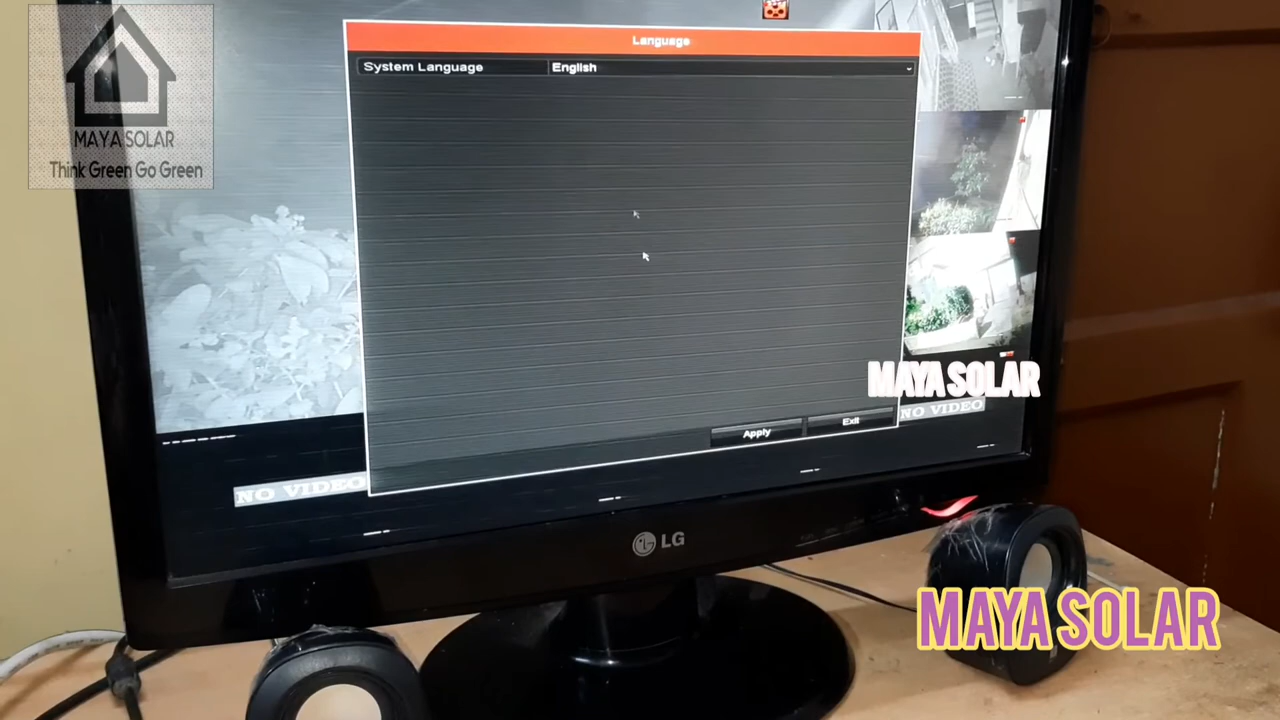 Language
System Language
English
MAYA SOLAR
Think Green Go Green
MAYA SOLAR
NO VIDEO
Apply
Exit
NO VIDEO
LG
MAYA SOLAR